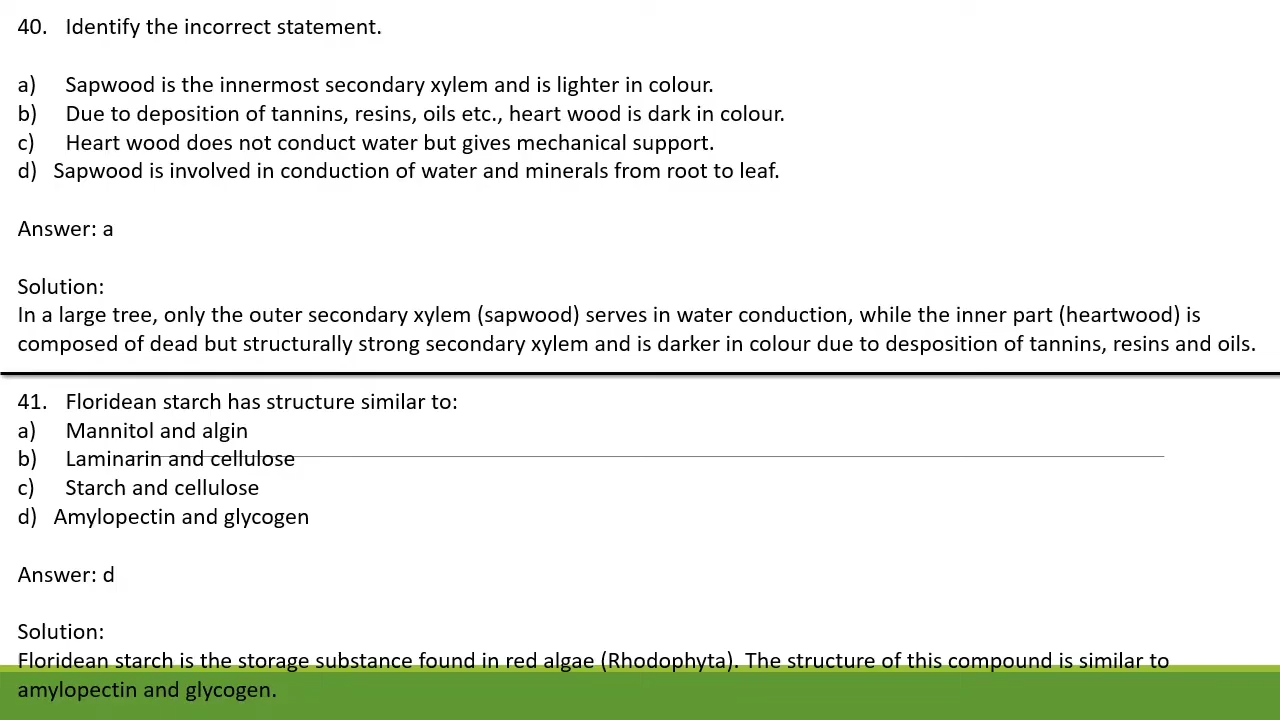 40. Identify the incorrect statement.
a) Sapwood is the innermost secondary xylem and is lighter in colour.
b) Due to deposition of tannins, resins, oils etc., heart wood is dark in colour.
c) Heart wood does not conduct water but gives mechanical support.
d) Sapwood is involved in conduction of water and minerals from root to leaf.
Answer: a
Solution:
In a large tree, only the outer secondary xylem (sapwood) serves in water conduction, while the inner part (heartwood) is
composed of dead but structurally strong secondary xylem and is darker in colour due to desposition of tannins, resins and oils.
41. Floridean starch has structure similar to:
a) Mannitol and algin
b) Laminarin and cellulose
c) Starch and cellulose
d) Amylopectin and glycogen
Answer: d
Solution:
Floridean starch is the storage substance found in red algae (Rhodophyta). The structure of this compound is similar to
amylopectin and glycogen.